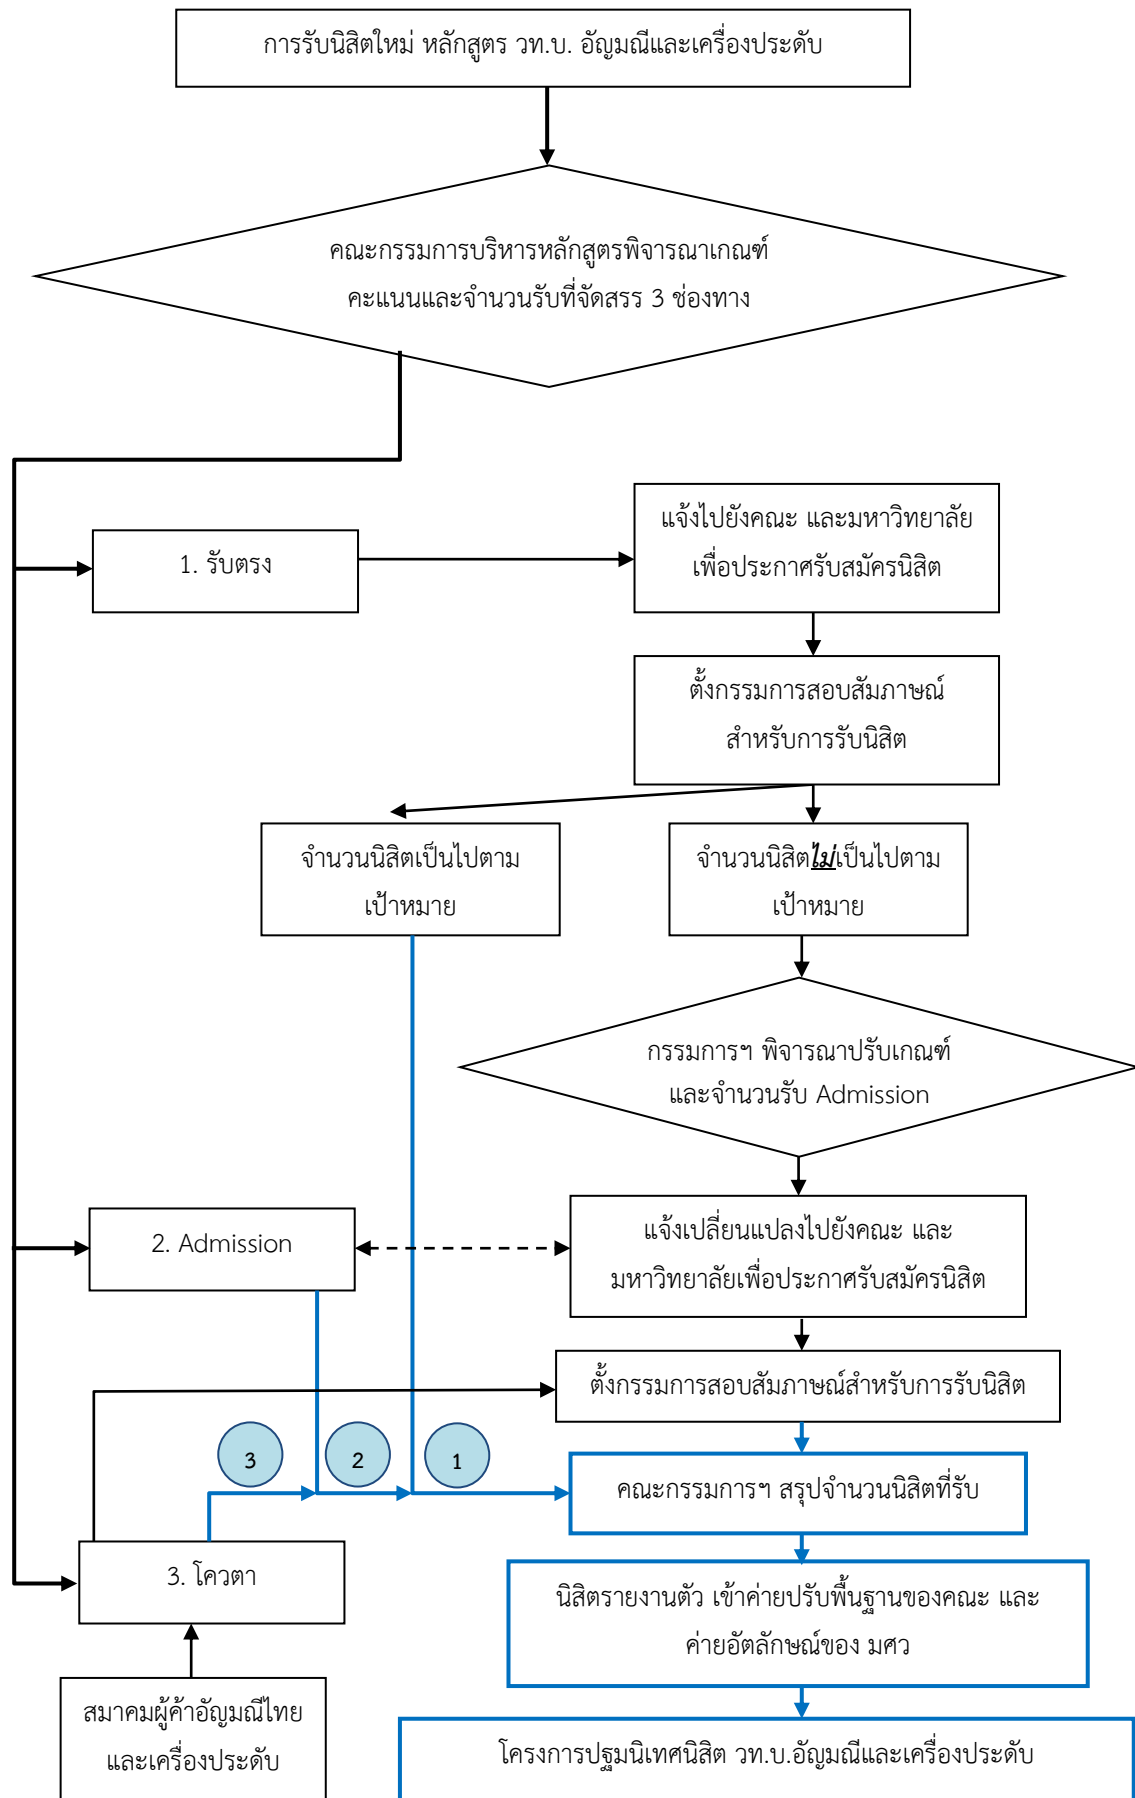 การรับนิสิตใหม่ หลักสูตร วท.บ. อัญมณีและเครื่องประดับ
คณะกรรมการบริหารหลักสูตรพิจารณาเกณฑ์
คะแนนและจำนวนรับที่จัดสรร 3 ช่องทาง
แจ้งไปยังคณะ และมหาวิทยาลัย
เพื่อประกาศรับสมัครนิสิต
1. รับตรง
ตั้งกรรมการสอบสัมภาษณ์
สำหรับการรับนิสิต
จำนวนนิสิตเป็นไปตาม
เป้าหมาย
จำนวนนิสิตไม่เป็นไปตาม
เป้าหมาย
กรรมการฯ พิจารณาปรับเกณฑ์
และจำนวนรับ Admission
2. Admission
แจ้งเปลี่ยนแปลงไปยังคณะ และ
มหาวิทยาลัยเพื่อประกาศรับสมัครนิสิต
ตั้งกรรมการสอบสัมภาษณ์สำหรับการรับนิสิต
3
2
1
คณะกรรมการฯ สรุปจำนวนนิสิตที่รับ
3. โควตา
นิสิตรายงานตัว เข้าค่ายปรับพื้นฐานของคณะ และ
ค่ายอัตลักษณ์ของ มศว
สมาคมผู้ค้าอัญมณีไทย
และเครื่องประดับ
โครงการปฐมนิเทศนิสิต วท.บ.อัญมณีและเครื่องประดับ